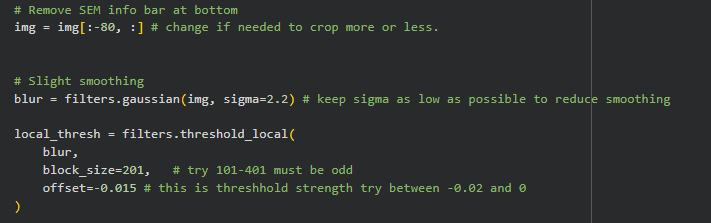 # Remove SEM info bar at bottom
img = img[:-80, :] # change if needed to crop more or less.
# Slight smoothing
blur = filters.gaussian(img, sigma=2.2) # keep sigma as low as possible to reduce smoothing
local_thresh = filters.threshold_local(
    blur,
    block_size=201,   # try 101-401 must be odd
    offset=-0.015 # this is threshhold strength try between -0.02 and 0
)